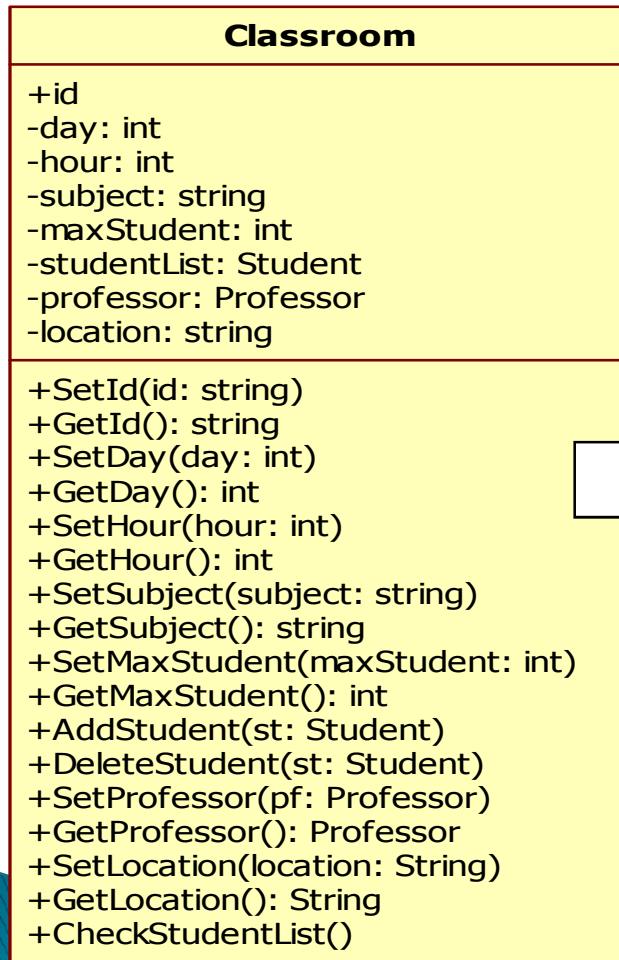 Classroom
+id
-day: int
-hour: int
-subject: string
-maxStudent: int
-studentList: Student
-professor: Professor
-location: string
+SetId(id: string)
+GetId(): string
+SetDay(day: int)
+GetDay(): int
+SetHour(hour: int)
+GetHour(): int
+SetSubject(subject: string)
+GetSubject(): string
+SetMaxStudent(maxStudent: int)
+GetMaxStudent(): int
+AddStudent(st: Student)
+DeleteStudent(st: Student)
+SetProfessor(pf: Professor)
+GetProfessor(): Professor
+SetLocation(location: String)
+GetLocation(): String
+CheckStudentList()